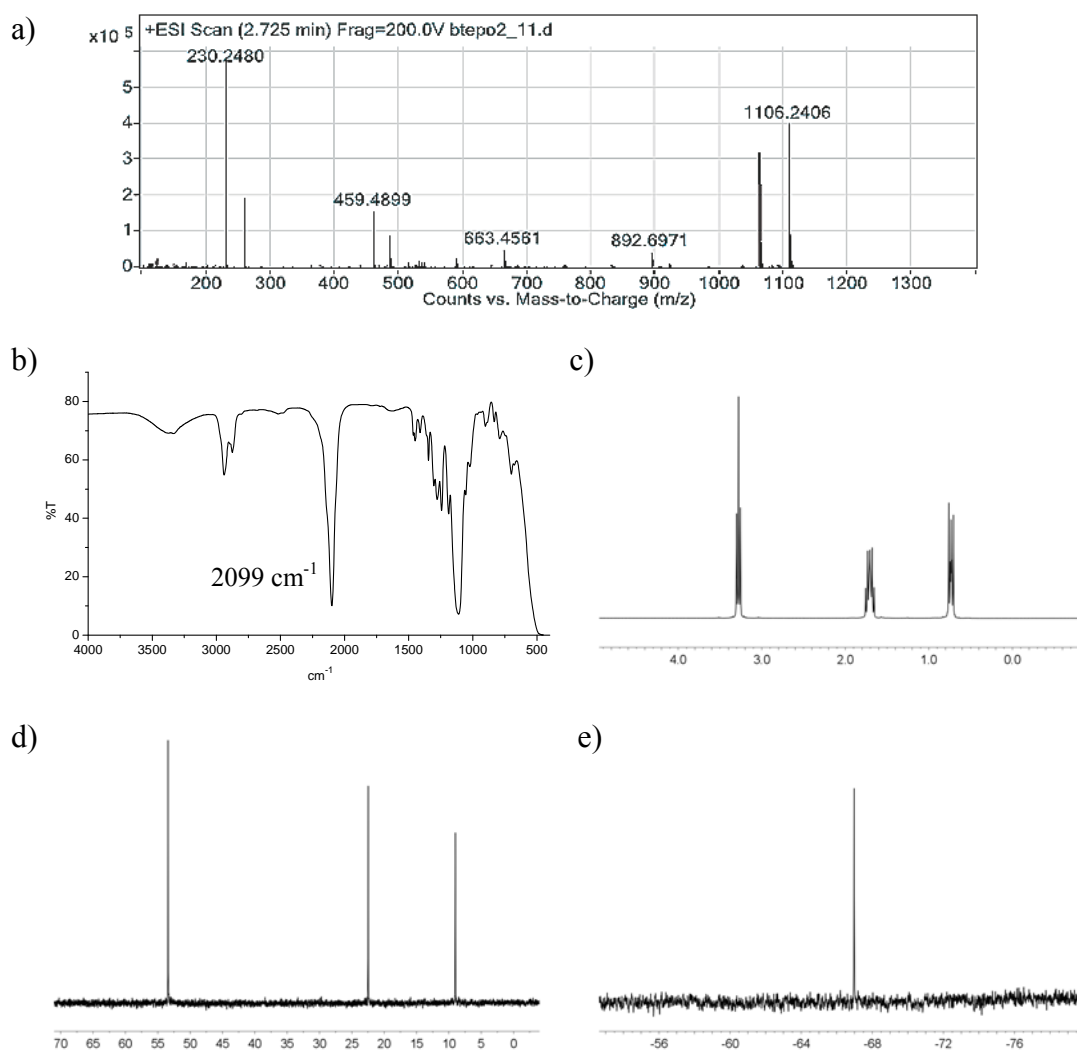 a)
+ESI Scan (2.725 min) Frag=200.0V btepo2_11.d
x10 5
230.2480
5
4
3
2
1
0
459.4899
663.4561
892.6971
1106.2406
200 300 400 500 600 700 800 900 1000 1100 1200 1300
Counts vs. Mass-to-Charge (m/z)
b)
%T
80
60
40
20
0
2099 cm⁻¹
4000 3500 3000 2500 2000 1500 1000 500
cm⁻¹
c)
4.0 3.0 2.0 1.0 0.0
d)
70 65 60 55 50 45 40 35 30 25 20 15 10 5 0
e)
-56 -60 -64 -68 -72 -76